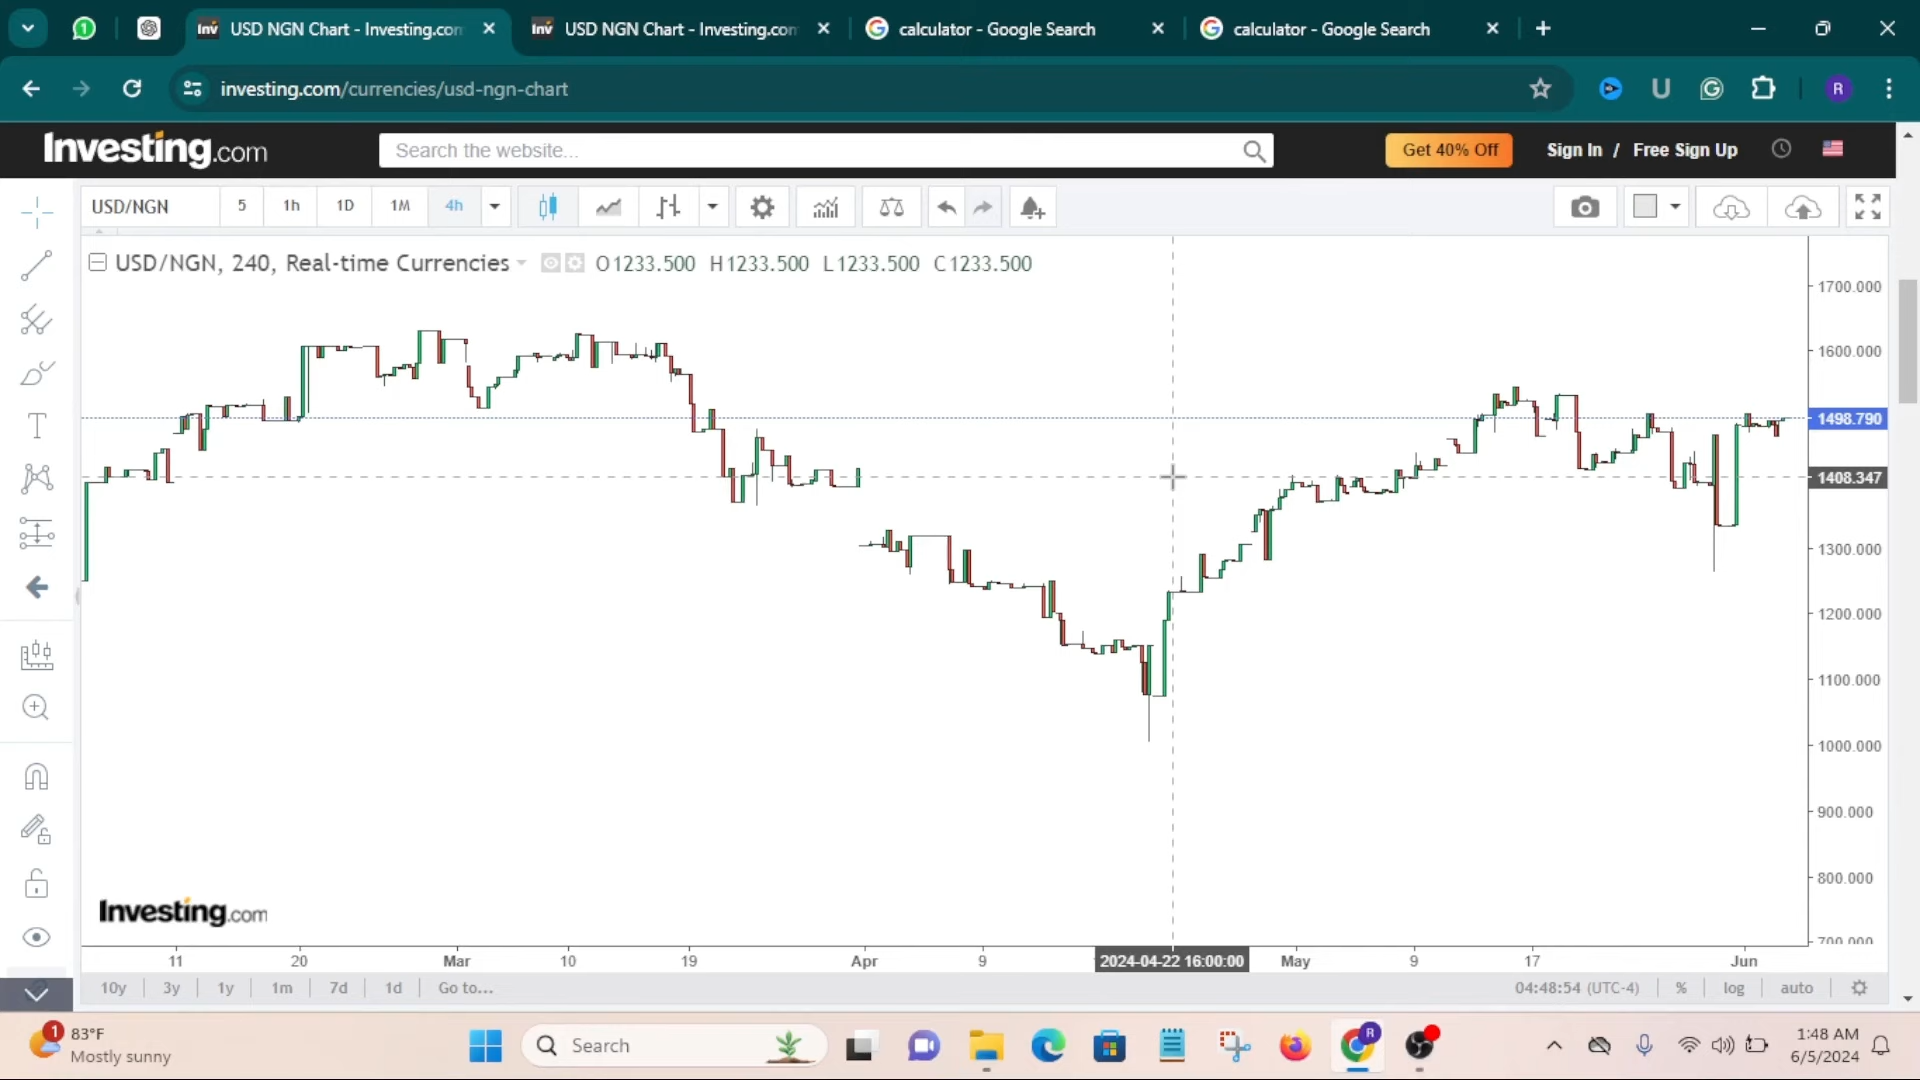 USD NGN Chart - Investing.com
USD NGN Chart - Investing.com
calculator - Google Search
calculator - Google Search
investing.com/currencies/usd-ngn-chart
R
Investing.com
Search the website...
Get 40% Off
Sign In / Free Sign Up
USD/NGN
5
1h
1D
1M
4h
USD/NGN, 240, Real-time Currencies
O1233.500 H1233.500 L1233.500 C1233.500
1700.000
1600.000
1498.790
1408.347
1300.000
1200.000
1100.000
1000.000
900.000
800.000
700.000
Investing.com
11
20
Mar
10
19
Apr
9
2024-04-22 16:00:00
May
9
17
Jun
10y
3y
1y
1m
7d
1d
Go to...
04:48:54 (UTC-4)
%
log
auto
1
83°F
Mostly sunny
Search
R
1:48 AM
6/5/2024